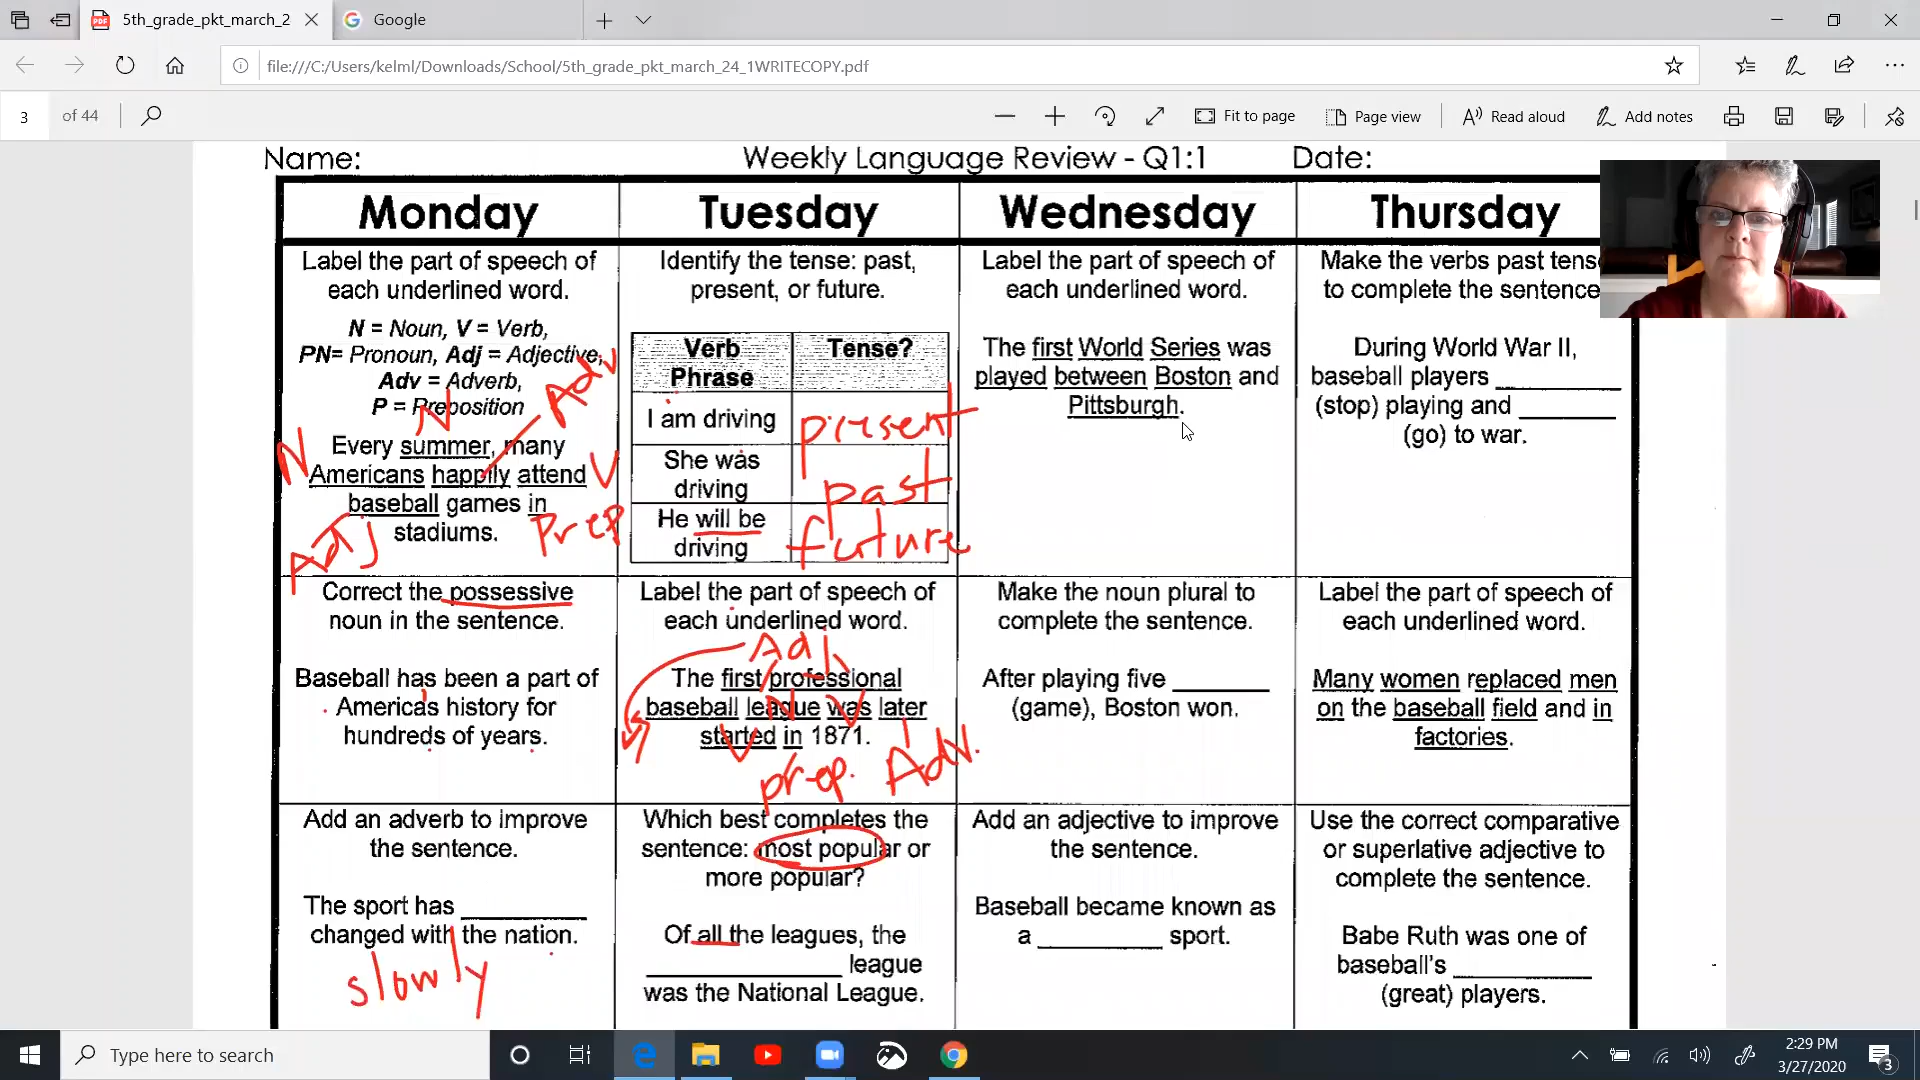 5th_grade_pkt_march_2
Google
file:///C:/Users/kelml/Downloads/School/5th_grade_pkt_march_24_1WRITECOPY.pdf
3 of 44
Fit to page
Page view
Read aloud
Add notes
Name:
Weekly Language Review - Q1:1
Date:
Monday
Label the part of speech of
each underlined word.
N = Noun, V = Verb,
PN= Pronoun, Adj = Adjective,
Adv = Adverb,
P = Preposition
N
Adv
Every summer, many
N
Americans happily attend
V
baseball games in
stadiums.
Prep
Adj
Correct the possessive
noun in the sentence.
Baseball has been a part of
America's history for
hundreds of years.
Add an adverb to improve
the sentence.
The sport has ________
changed with the nation.
slowly
Tuesday
Identify the tense: past,
present, or future.
Verb
Phrase
Tense?
I am driving
present
She was
driving
past
He will be
driving
future
Label the part of speech of
each underlined word.
Adj
The first professional
N V
baseball league was later
started in 1871.
V
prep.
Adv.
Which best completes the
sentence: most popular or
more popular?
Of all the leagues, the
____________ league
was the National League.
Wednesday
Label the part of speech of
each underlined word.
The first World Series was
played between Boston and
Pittsburgh.
Make the noun plural to
complete the sentence.
After playing five ______
(game), Boston won.
Add an adjective to improve
the sentence.
Baseball became known as
a ________ sport.
Thursday
Make the verbs past tense
to complete the sentence
During World War II,
baseball players ________
(stop) playing and ______
(go) to war.
Label the part of speech of
each underlined word.
Many women replaced men
on the baseball field and in
factories.
Use the correct comparative
or superlative adjective to
complete the sentence.
Babe Ruth was one of
baseball's _________
(great) players.
Type here to search
2:29 PM
3/27/2020
3